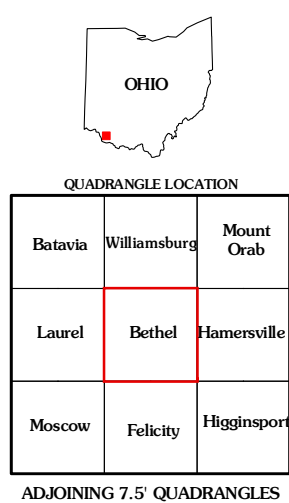 OHIO
QUADRANGLE LOCATION
Batavia
Williamsburg
Mount
Orab
Laurel
Bethel
Hamersville
Moscow
Felicity
Higginsport
ADJOINING 7.5' QUADRANGLES